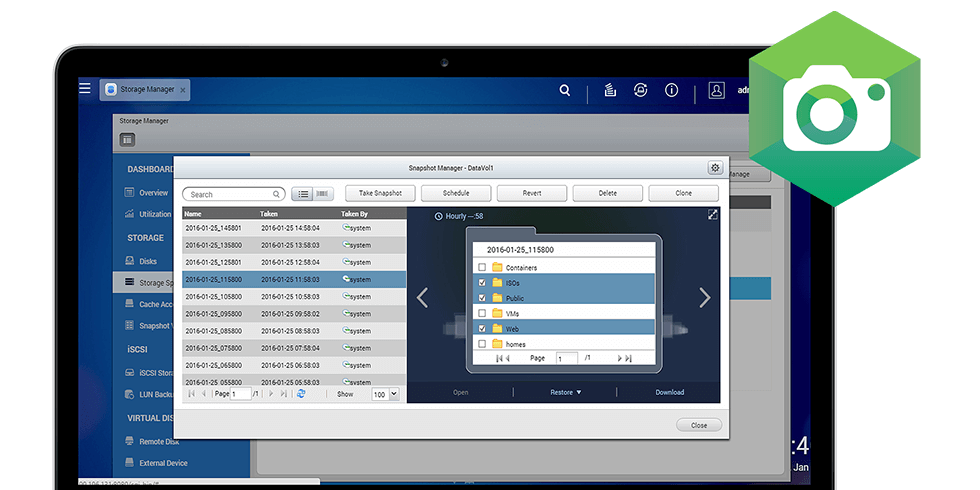 Storage Manager ×
Storage Manager
DASHBOARD
Overview
Utilization
STORAGE
Disks
Storage Sp
Cache Acc
Snapshot
iSCSI
iSCSI Stora
LUN Backu
VIRTUAL DIS
Remote Disk
External Device
Manage
Snapshot Manager - DataVol1
Search
Take Snapshot Schedule Revert Delete Clone
Name Taken Taken By
2016-01-25_145801 2016-01-25 14:58:04 system
2016-01-25_135800 2016-01-25 13:58:03 system
2016-01-25_125801 2016-01-25 12:58:04 system
2016-01-25_115800 2016-01-25 11:58:03 system
2016-01-25_105800 2016-01-25 10:58:03 system
2016-01-25_095800 2016-01-25 09:58:02 system
2016-01-25_085800 2016-01-25 08:58:03 system
2016-01-25_075800 2016-01-25 07:58:04 system
2016-01-25_065800 2016-01-25 06:58:03 system
2016-01-25_055800 2016-01-25 05:58:03 system
Page 1 /1 Show 100
Hourly --:58
2016-01-25_115800
Containers
ISOs
Public
VMs
Web
homes
Page 1 /1
Open Restore Download
Close
:4
Jan